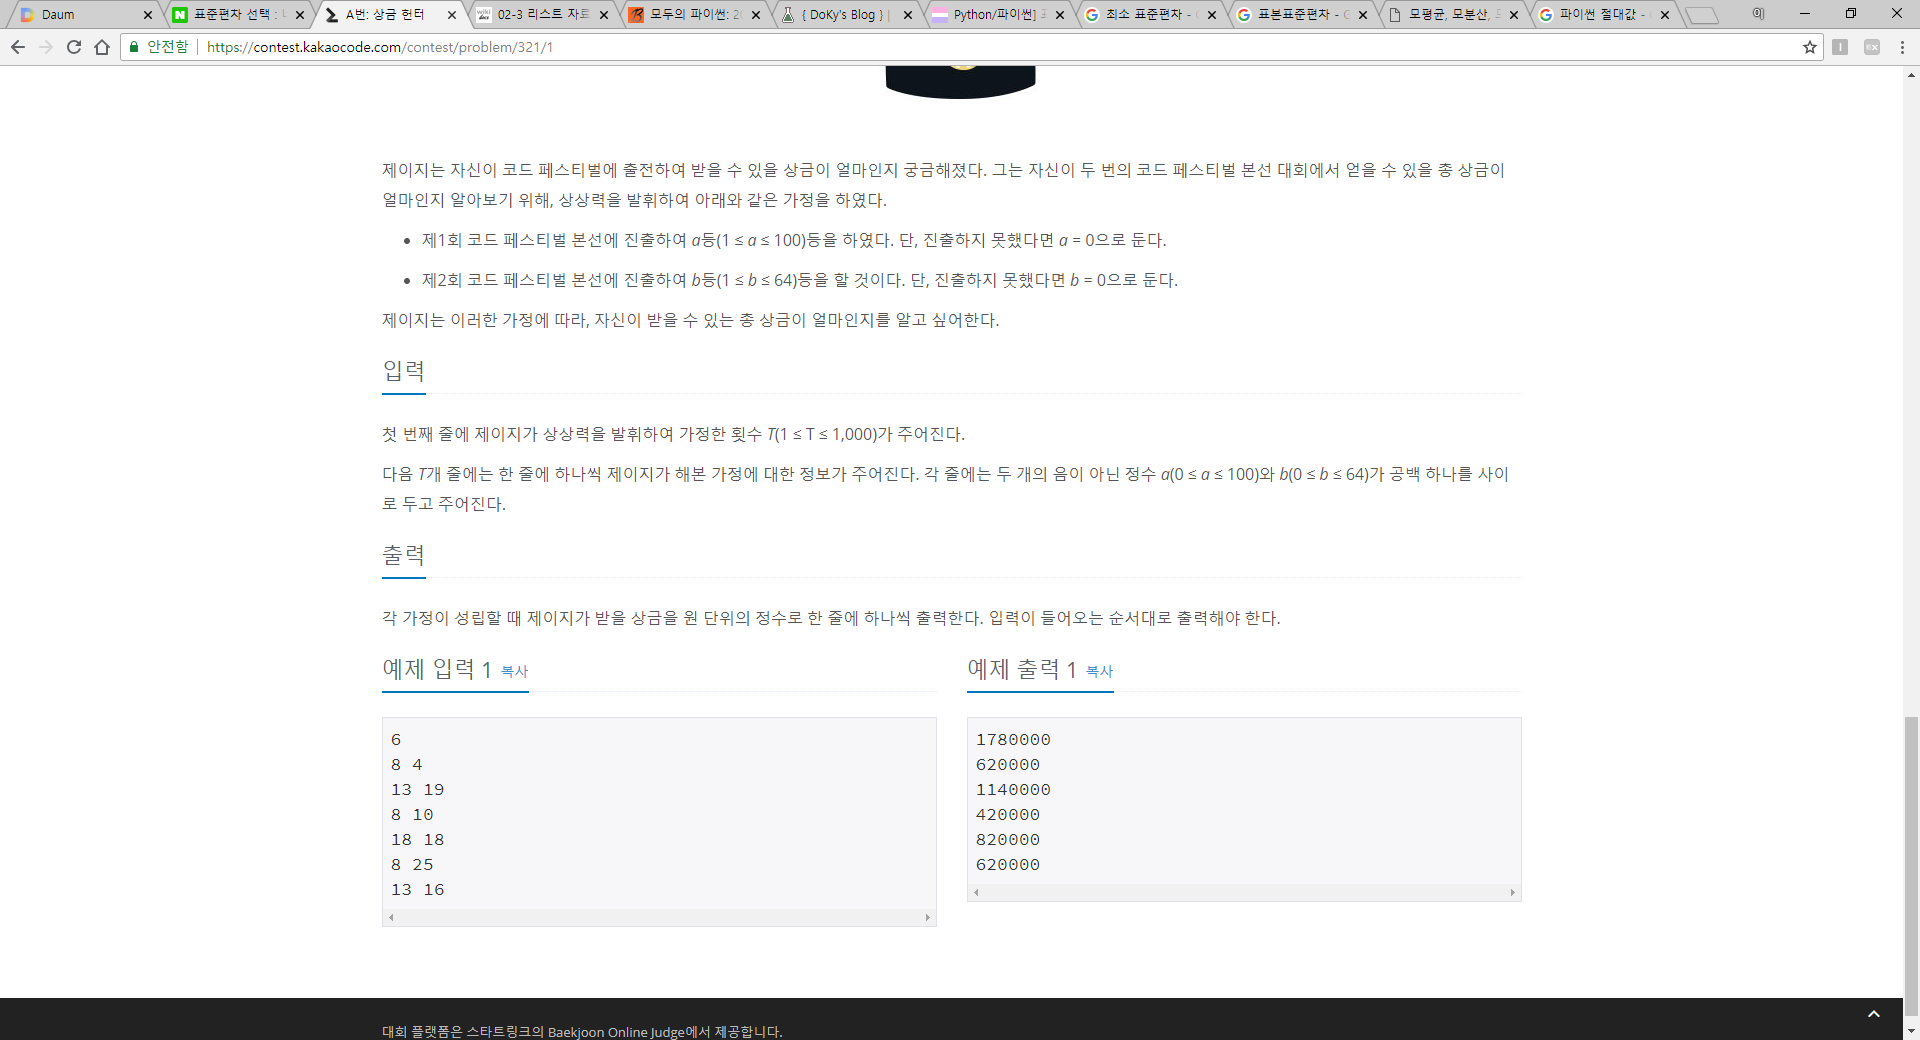 Daum
표준편차 선택 : 네
A번: 상금 헌터
02-3 리스트 자료
모두의 파이썬: 20
{ DoKy's Blog } |
Python/파이썬]
최소 표준편차 - G
표본표준편차 - G
모평균, 모분산,
파이썬 절대값 -
안전함 | https://contest.kakaocode.com/contest/problem/321/1
제이지는 자신이 코드 페스티벌에 출전하여 받을 수 있을 상금이 얼마인지 궁금해졌다. 그는 자신이 두 번의 코드 페스티벌 본선 대회에서 얻을 수 있을 총 상금이
얼마인지 알아보기 위해, 상상력을 발휘하여 아래와 같은 가정을 하였다.
• 제1회 코드 페스티벌 본선에 진출하여 a등(1 ≤ a ≤ 100)등을 하였다. 단, 진출하지 못했다면 a = 0으로 둔다.
• 제2회 코드 페스티벌 본선에 진출하여 b등(1 ≤ b ≤ 64)등을 할 것이다. 단, 진출하지 못했다면 b = 0으로 둔다.
제이지는 이러한 가정에 따라, 자신이 받을 수 있는 총 상금이 얼마인지를 알고 싶어한다.
입력
첫 번째 줄에 제이지가 상상력을 발휘하여 가정한 횟수 T(1 ≤ T ≤ 1,000)가 주어진다.
다음 T개 줄에는 한 줄에 하나씩 제이지가 해본 가정에 대한 정보가 주어진다. 각 줄에는 두 개의 음이 아닌 정수 a(0 ≤ a ≤ 100)와 b(0 ≤ b ≤ 64)가 공백 하나를 사이
로 두고 주어진다.
출력
각 가정이 성립할 때 제이지가 받을 상금을 원 단위의 정수로 한 줄에 하나씩 출력한다. 입력이 들어오는 순서대로 출력해야 한다.
예제 입력 1 복사
6
8 4
13 19
8 10
18 18
8 25
13 16
예제 출력 1 복사
1780000
620000
1140000
420000
820000
620000
대회 플랫폼은 스타트링크의 Baekjoon Online Judge에서 제공합니다.